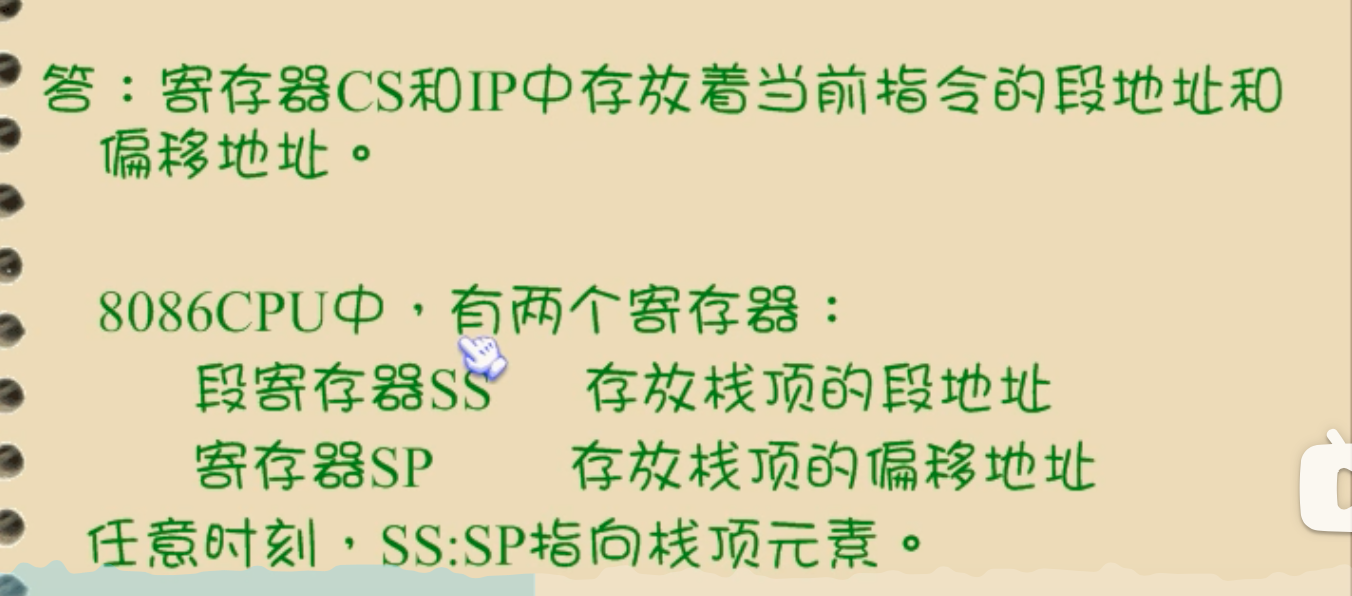 答：寄存器CS和IP中存放着当前指令的段地址和
偏移地址。
8086CPU中，有两个寄存器：
段寄存器SS 存放栈顶的段地址
寄存器SP 存放栈顶的偏移地址
任意时刻，SS:SP指向栈顶元素。